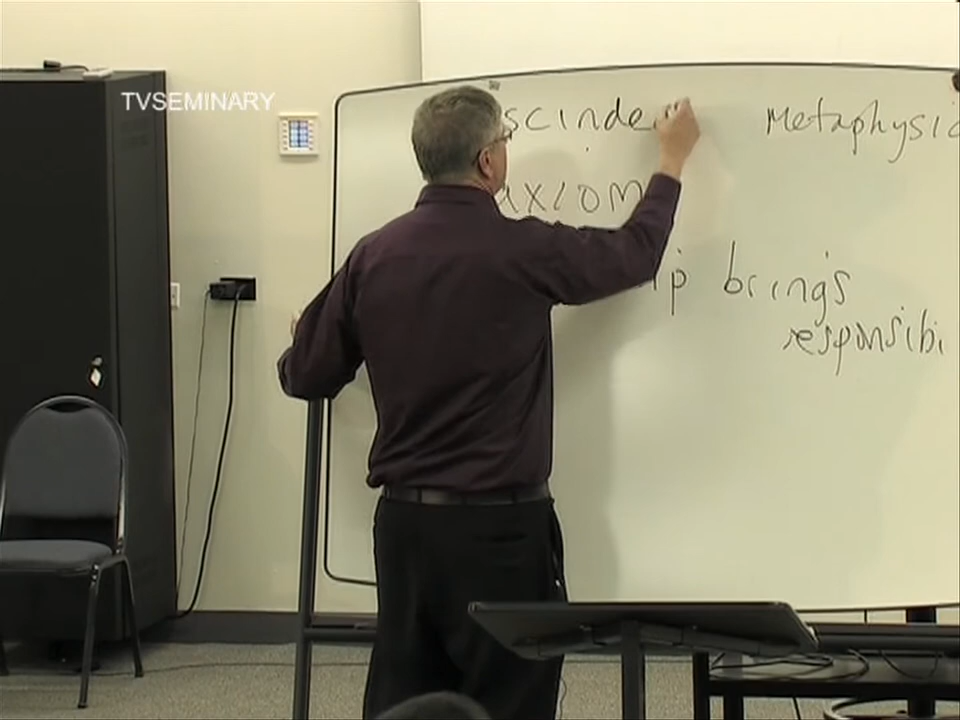 TVSEMINARY
scinde metaphysic
axiom
ip brings
responsibi